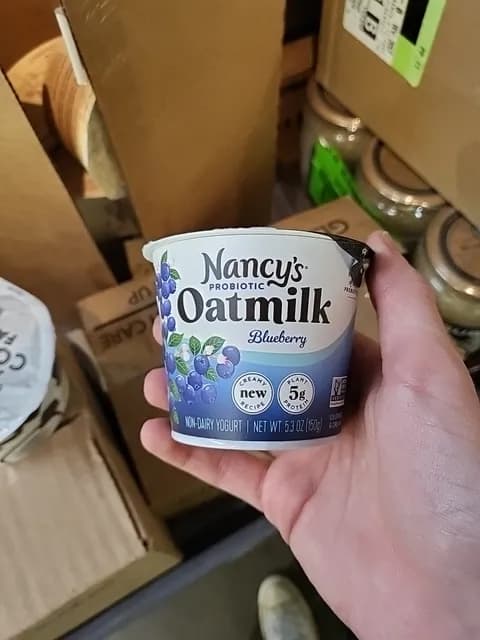 Nancy's
PROBIOTIC
Oatmilk
Blueberry
CREAMY
new
RECIPE
PLANT
5g
PROTEIN
NON-DAIRY YOGURT | NET WT 5.3 OZ (150g)
CARE